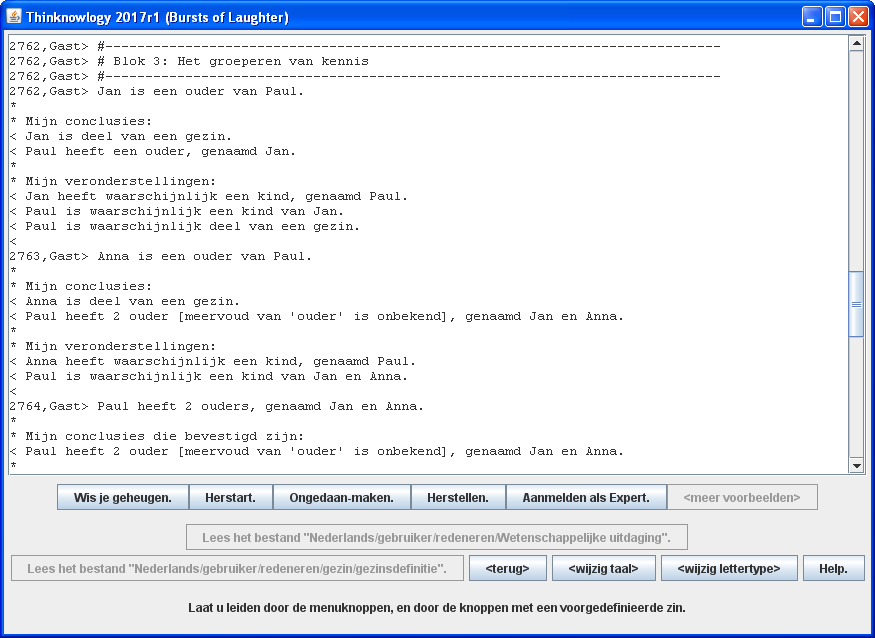 Thinknowlogy 2017r1 (Bursts of Laughter)
2762,Gast> #-----------------------------------------------------------------------------
2762,Gast> # Blok 3: Het groeperen van kennis
2762,Gast> #-----------------------------------------------------------------------------
2762,Gast> Jan is een ouder van Paul.
*
* Mijn conclusies:
< Jan is deel van een gezin.
< Paul heeft een ouder, genaamd Jan.
*
* Mijn veronderstellingen:
< Jan heeft waarschijnlijk een kind, genaamd Paul.
< Paul is waarschijnlijk een kind van Jan.
< Paul is waarschijnlijk deel van een gezin.
<
2763,Gast> Anna is een ouder van Paul.
*
* Mijn conclusies:
< Anna is deel van een gezin.
< Paul heeft 2 ouder [meervoud van 'ouder' is onbekend], genaamd Jan en Anna.
*
* Mijn veronderstellingen:
< Anna heeft waarschijnlijk een kind, genaamd Paul.
< Paul is waarschijnlijk een kind van Jan en Anna.
<
2764,Gast> Paul heeft 2 ouders, genaamd Jan en Anna.
*
* Mijn conclusies die bevestigd zijn:
< Paul heeft 2 ouder [meervoud van 'ouder' is onbekend], genaamd Jan en Anna.
*
Wis je geheugen. Herstart. Ongedaan-maken. Herstellen. Aanmelden als Expert. <meer voorbeelden>
Lees het bestand "Nederlands/gebruiker/redeneren/Wetenschappelijke uitdaging".
Lees het bestand "Nederlands/gebruiker/redeneren/gezin/gezinsdefinitie". <terug> <wijzig taal> <wijzig lettertype> Help.
Laat u leiden door de menuknoppen, en door de knoppen met een voorgedefinieerde zin.